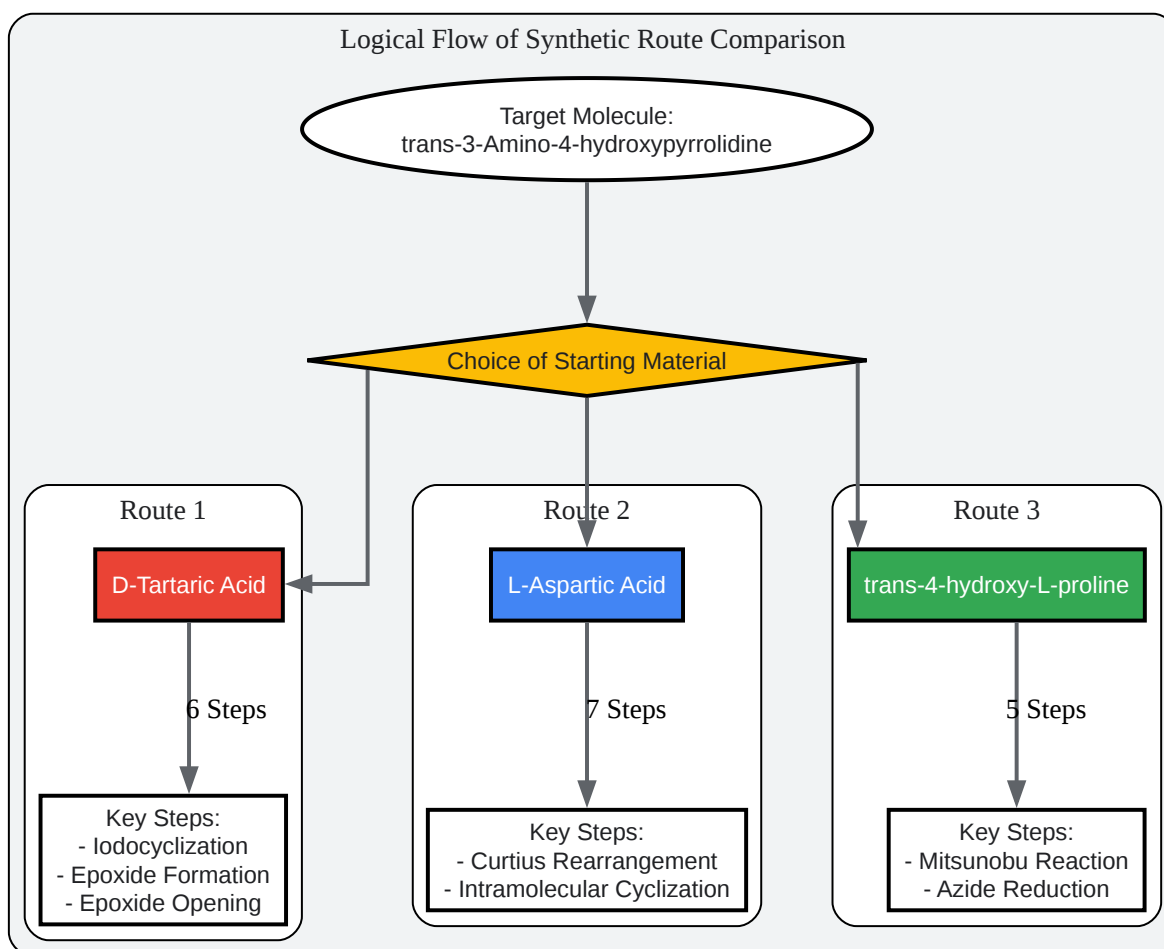 Logical Flow of Synthetic Route Comparison
Target Molecule:
trans-3-Amino-4-hydroxypyrrolidine
Choice of Starting Material
Route 1
D-Tartaric Acid
6 Steps
Key Steps:
- Iodocyclization
- Epoxide Formation
- Epoxide Opening
Route 2
L-Aspartic Acid
7 Steps
Key Steps:
- Curtius Rearrangement
- Intramolecular Cyclization
Route 3
trans-4-hydroxy-L-proline
5 Steps
Key Steps:
- Mitsunobu Reaction
- Azide Reduction